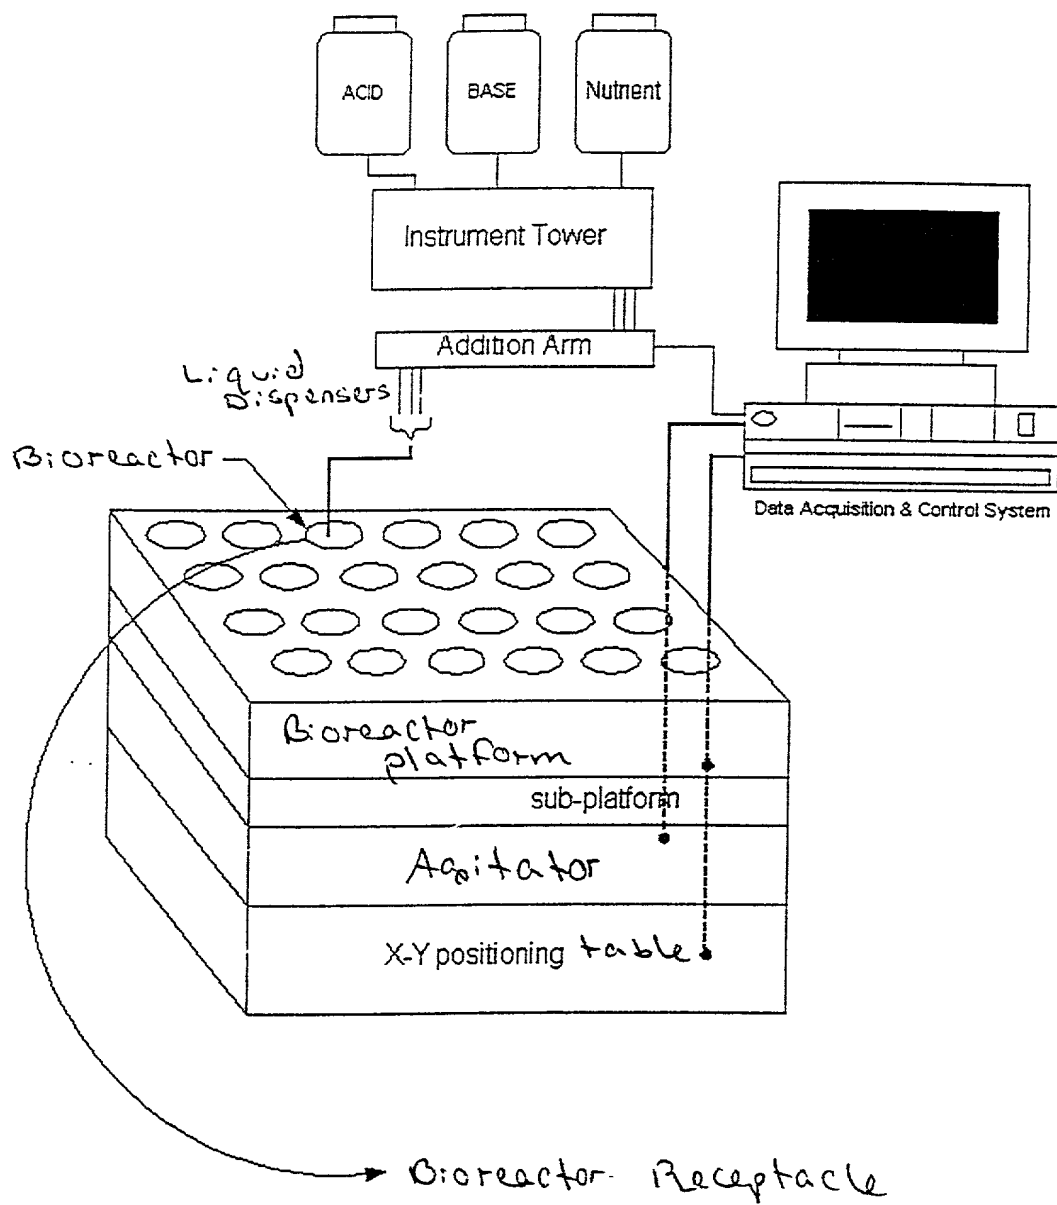 ACID
BASE
Nutrient
Instrument Tower
Addition Arm
Liquid
Dispensers
Bioreactor
Data Acquisition & Control System
Bioreactor
platform
sub-platform
Agitator
X-Y positioning table
Bioreactor Receptacle